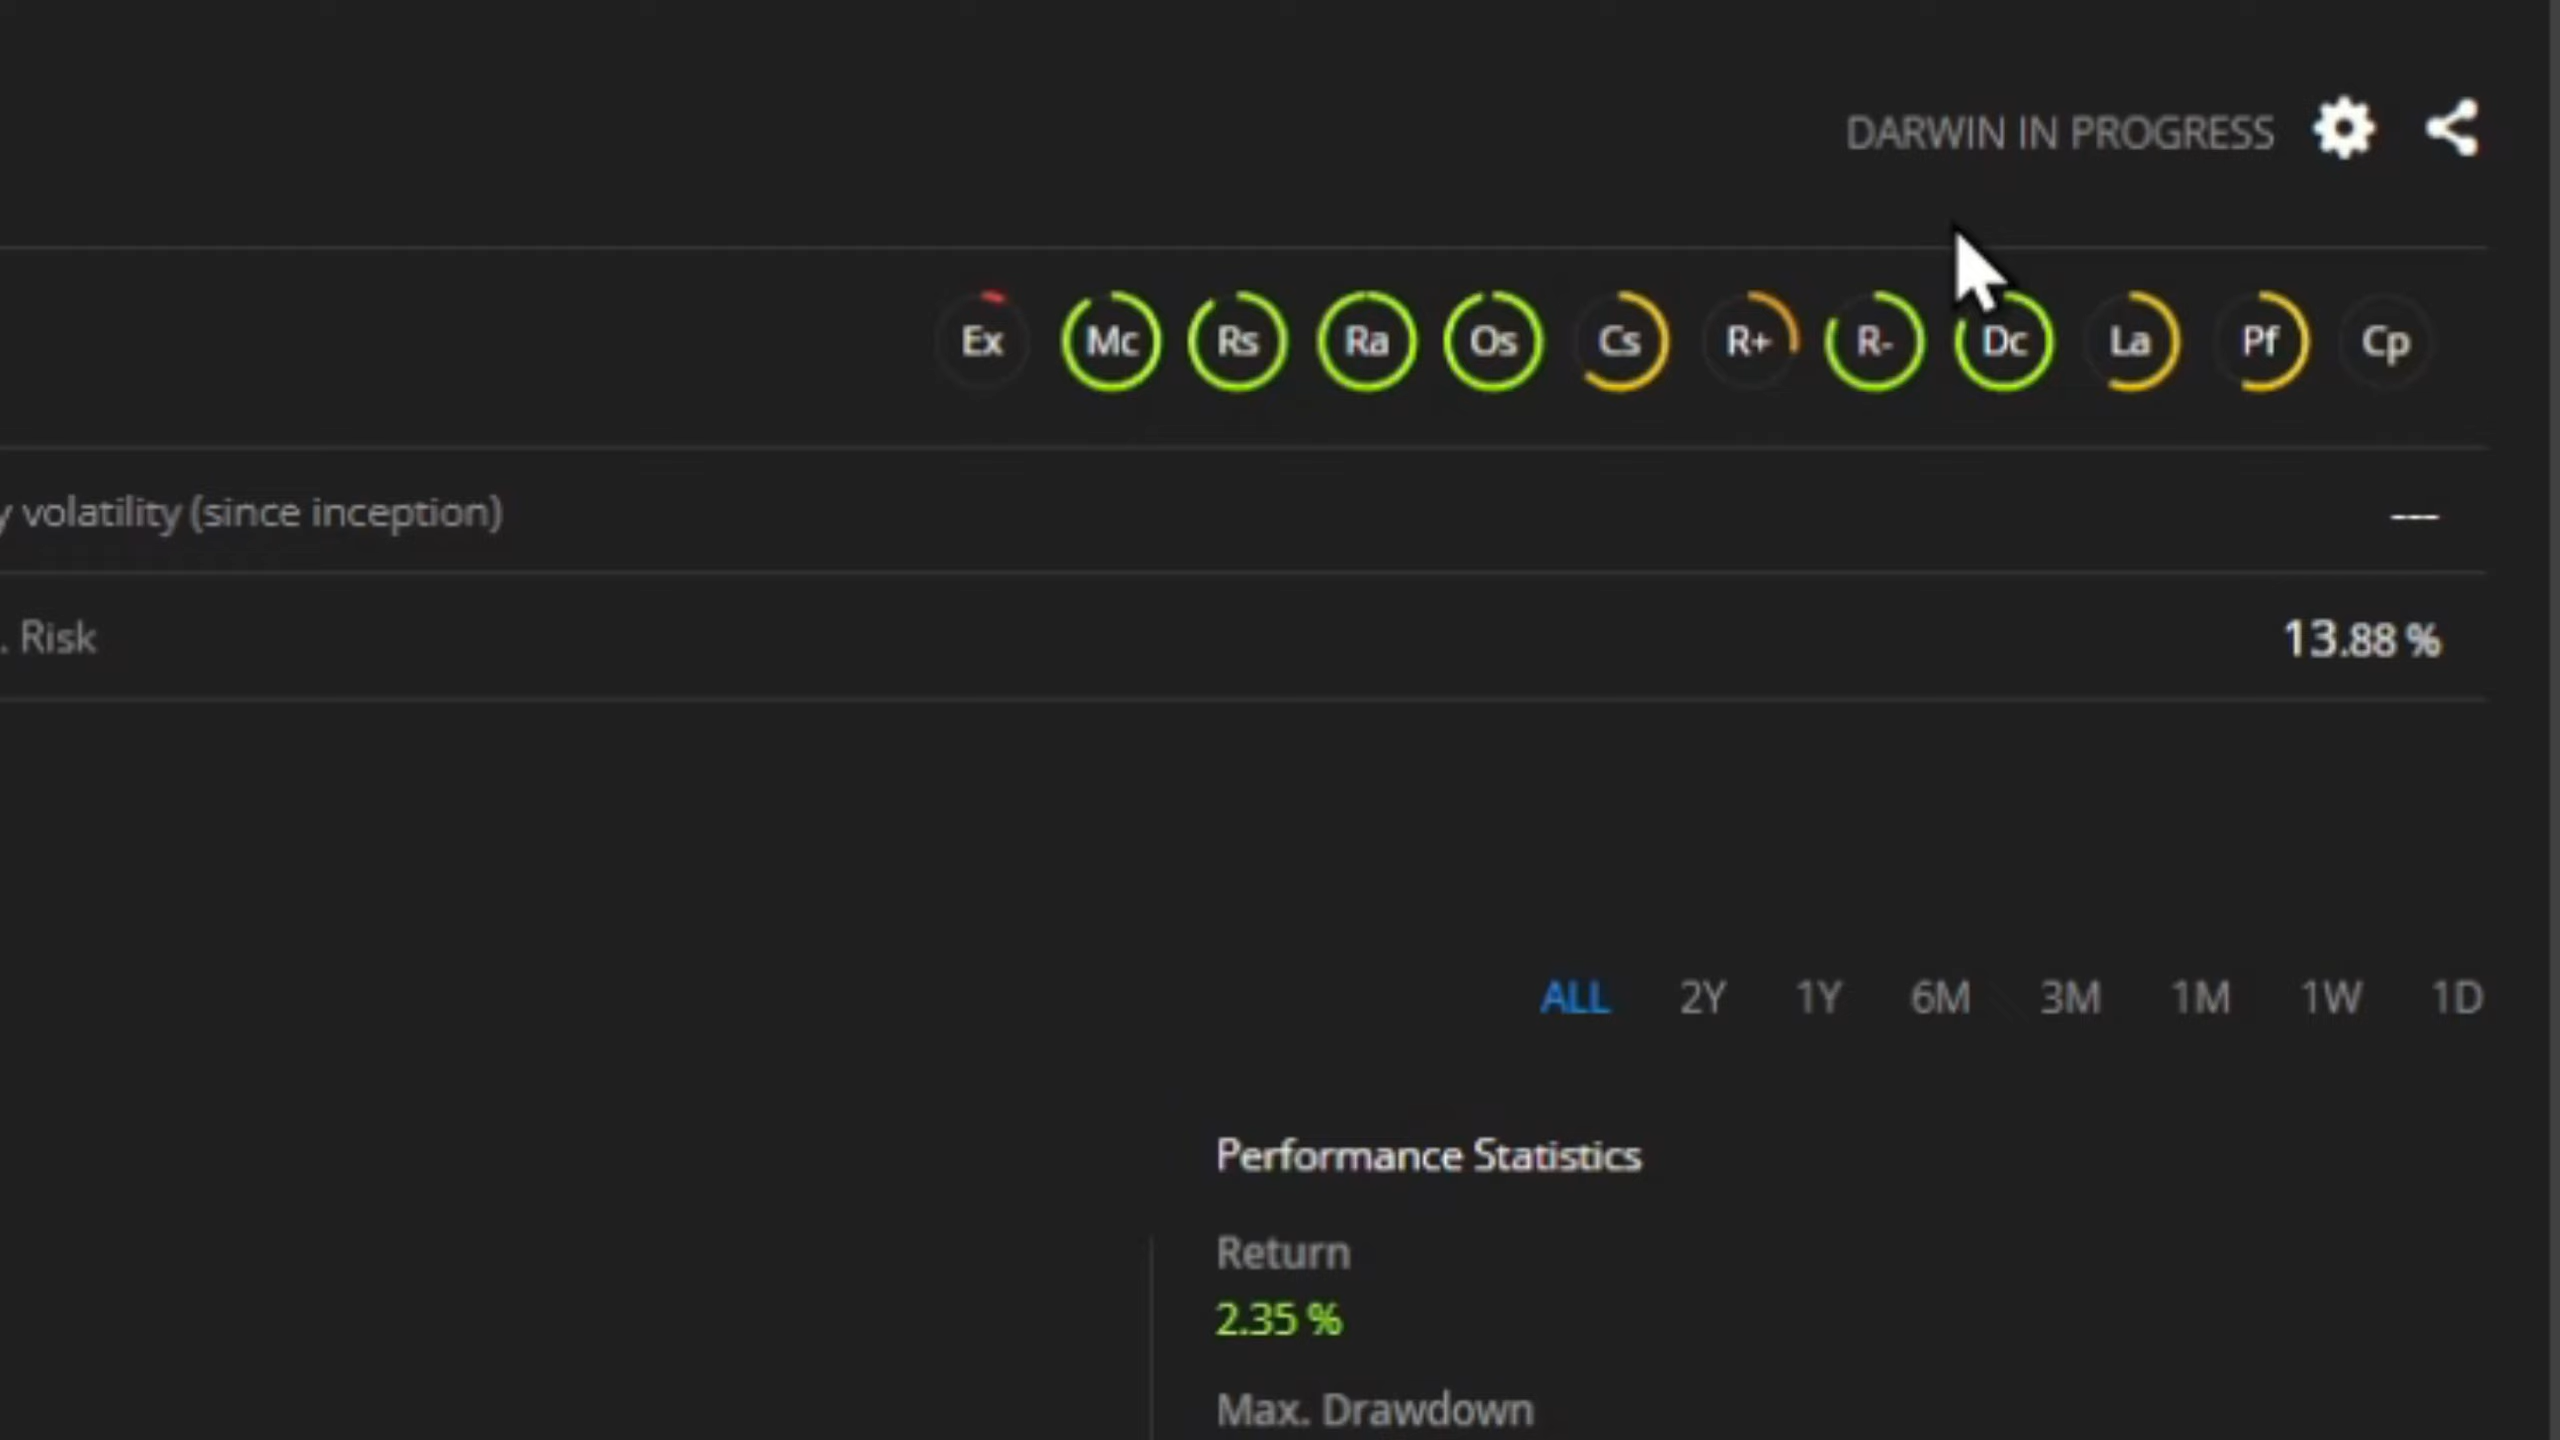 DARWIN IN PROGRESS
Ex Mc Rs Ra Os Cs R+ R- Dc La Pf Cp
y volatility (since inception) ---
. Risk 13.88 %
ALL 2Y 1Y 6M 3M 1M 1W 1D
Performance Statistics
Return
2.35 %
Max. Drawdown